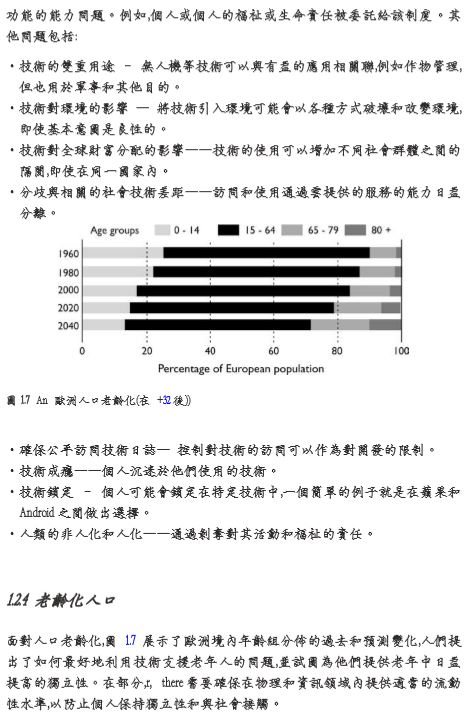 功能的能力問題。例如,個人或個人的福祉或生命責任被委託給該制度。其
他問題包括:
·技術的雙重用途 – 無人機等技術可以與有益的應用相關聯,例如作物管理,
但也用於軍事和其他目的。
·技術對環境的影響 — 將技術引入環境可能會以各種方式破壞和改變環境,
即使基本意圖是良性的。
·技術對全球財富分配的影響——技術的使用可以增加不同社會群體之間的
隔閡,即使在同一國家內。
·分歧與相關的社會技術差距——訪問和使用通過雲提供的服務的能力日益
分離。
Age groups 0 - 14 15 - 64 65 - 79 80 +
1960
1980
2000
2020
2040
0 20 40 60 80 100
Percentage of European population
圖 1.7 An 歐洲人口老齡化(在 +32後))
·確保公平訪問技術日誌— 控制對技術的訪問可以作為對開發的限制。
·技術成癮——個人沉迷於他們使用的技術。
·技術鎖定 – 個人可能會鎖定在特定技術中,一個簡單的例子就是在蘋果和
Android 之間做出選擇。
·人類的非人化和人化——通過剝奪對其活動和福祉的責任。
1.2.4 老齡化人口
面對人口老齡化,圖 1.7 展示了歐洲境內年齡組分佈的過去和預測變化,人們提
出了如何最好地利用技術支援老年人的問題,並試圖為他們提供老年中日益
提高的獨立性。在部分,r, there 需要確保在物理和資訊領域內提供適當的流動
性水準,以防止個人保持獨立性和與社會接觸。